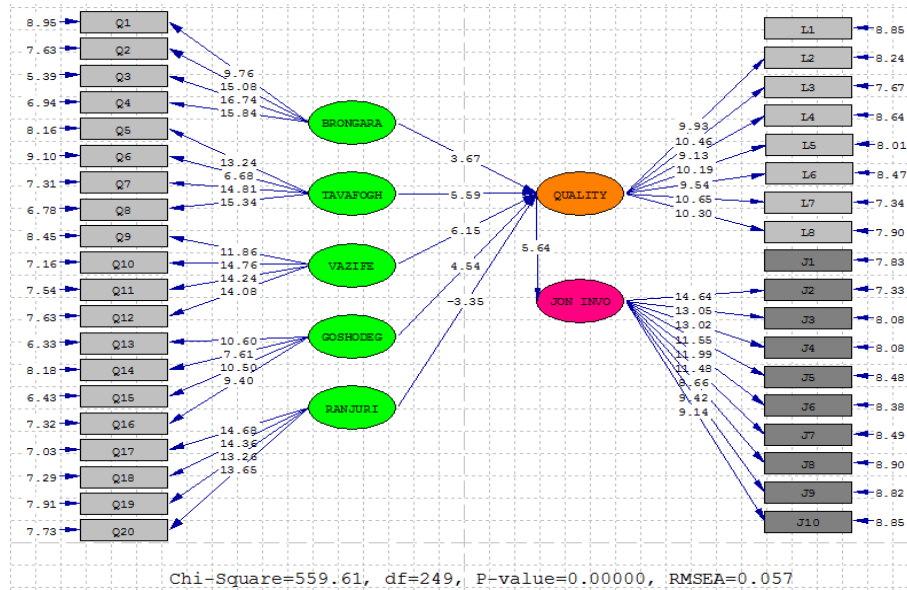 8.95 Q1
7.63 Q2
5.39 Q3
6.94 Q4
8.16 Q5
9.10 Q6
7.31 Q7
6.78 Q8
8.45 Q9
7.16 Q10
7.54 Q11
7.63 Q12
6.33 Q13
8.18 Q14
6.43 Q15
7.32 Q16
7.03 Q17
7.29 Q18
7.91 Q19
7.73 Q20
9.76
15.08
16.74
15.84
13.24
6.68
14.81
15.34
11.86
14.76
14.24
14.08
10.60
7.61
10.50
9.40
14.68
14.36
13.26
13.65
BRONGARA
TAVAFOGH
VAZIFE
GOSHODEG
RANJURI
3.67
5.59
6.15
4.54
-3.35
QUALITY
5.64
JON INVO
9.93
10.46
9.13
10.19
9.54
10.65
10.30
14.64
13.05
13.02
11.55
11.99
11.48
9.42
9.14
L1 8.85
L2 8.24
L3 7.67
L4 8.64
L5 8.01
L6 8.47
L7 7.34
L8 7.90
J1 7.83
J2 7.33
J3 8.08
J4 8.08
J5 8.48
J6 8.38
J7 8.49
J8 8.90
J9 8.82
J10 8.85
Chi-Square=559.61, df=249, P-value=0.00000, RMSEA=0.057